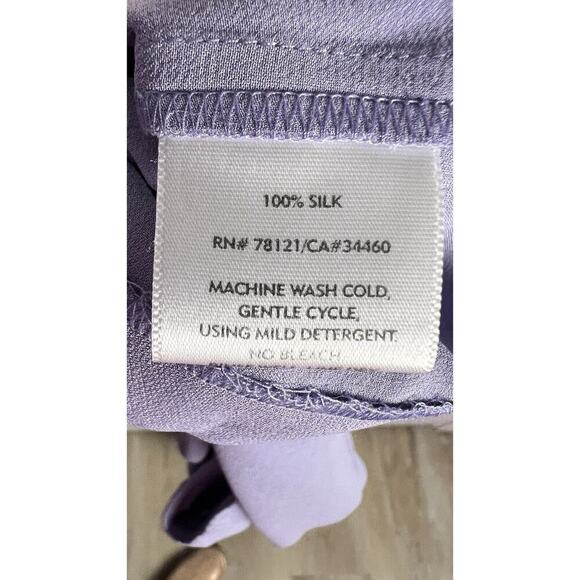 100% SILK
RN# 78121/CA#34460
MACHINE WASH COLD,
GENTLE CYCLE,
USING MILD DETERGENT.
NO BLEACH